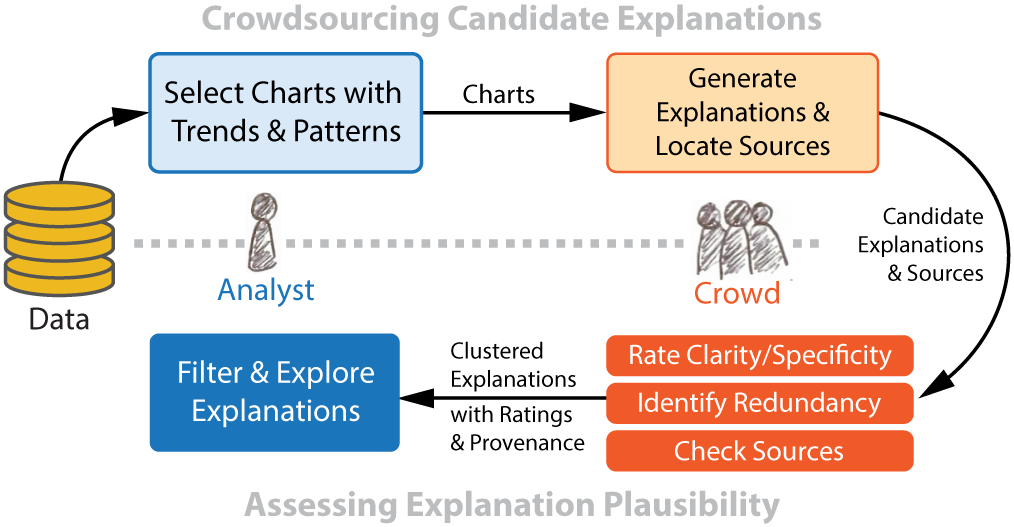 Crowdsourcing Candidate Explanations
Select Charts with
Trends & Patterns
Charts
Generate
Explanations &
Locate Sources
Candidate
Explanations
& Sources
Data
Analyst
Crowd
Filter & Explore
Explanations
Clustered
Explanations
with Ratings
& Provenance
Rate Clarity/Specificity
Identify Redundancy
Check Sources
Assessing Explanation Plausibility